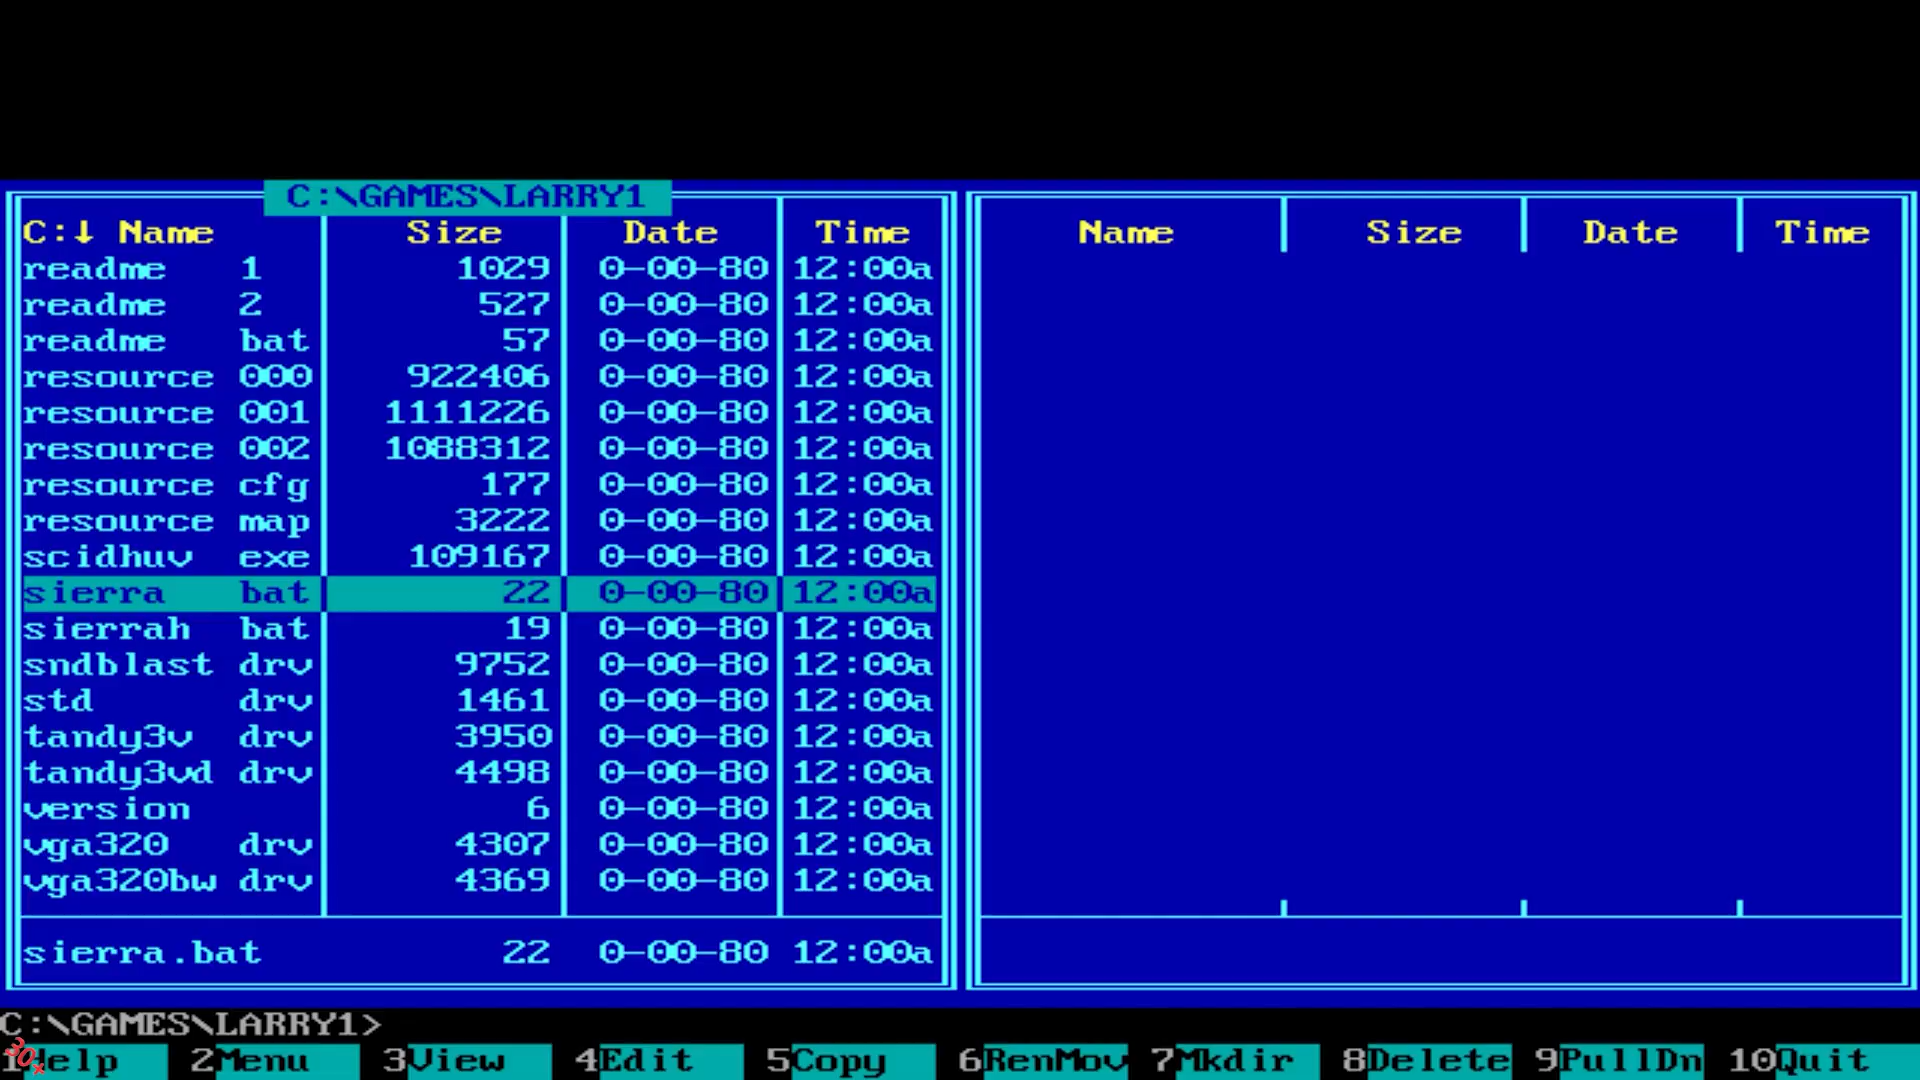 C:\GAMES\LARRY1
C:↓ Name Size Date Time Name Size Date Time
readme 1 1029 0-00-80 12:00a
readme 2 527 0-00-80 12:00a
readme bat 57 0-00-80 12:00a
resource 000 922406 0-00-80 12:00a
resource 001 1111226 0-00-80 12:00a
resource 002 1088312 0-00-80 12:00a
resource cfg 177 0-00-80 12:00a
resource map 3222 0-00-80 12:00a
scidhuv exe 109167 0-00-80 12:00a
sierra bat 22 0-00-80 12:00a
sierrah bat 19 0-00-80 12:00a
sndblast drv 9752 0-00-80 12:00a
std drv 1461 0-00-80 12:00a
tandy3v drv 3950 0-00-80 12:00a
tandy3vd drv 4498 0-00-80 12:00a
version 6 0-00-80 12:00a
vga320 drv 4307 0-00-80 12:00a
vga320bw drv 4369 0-00-80 12:00a
sierra.bat 22 0-00-80 12:00a
C:\GAMES\LARRY1>
1Help 2Menu 3View 4Edit 5Copy 6RenMov 7Mkdir 8Delete 9PullDn 10Quit